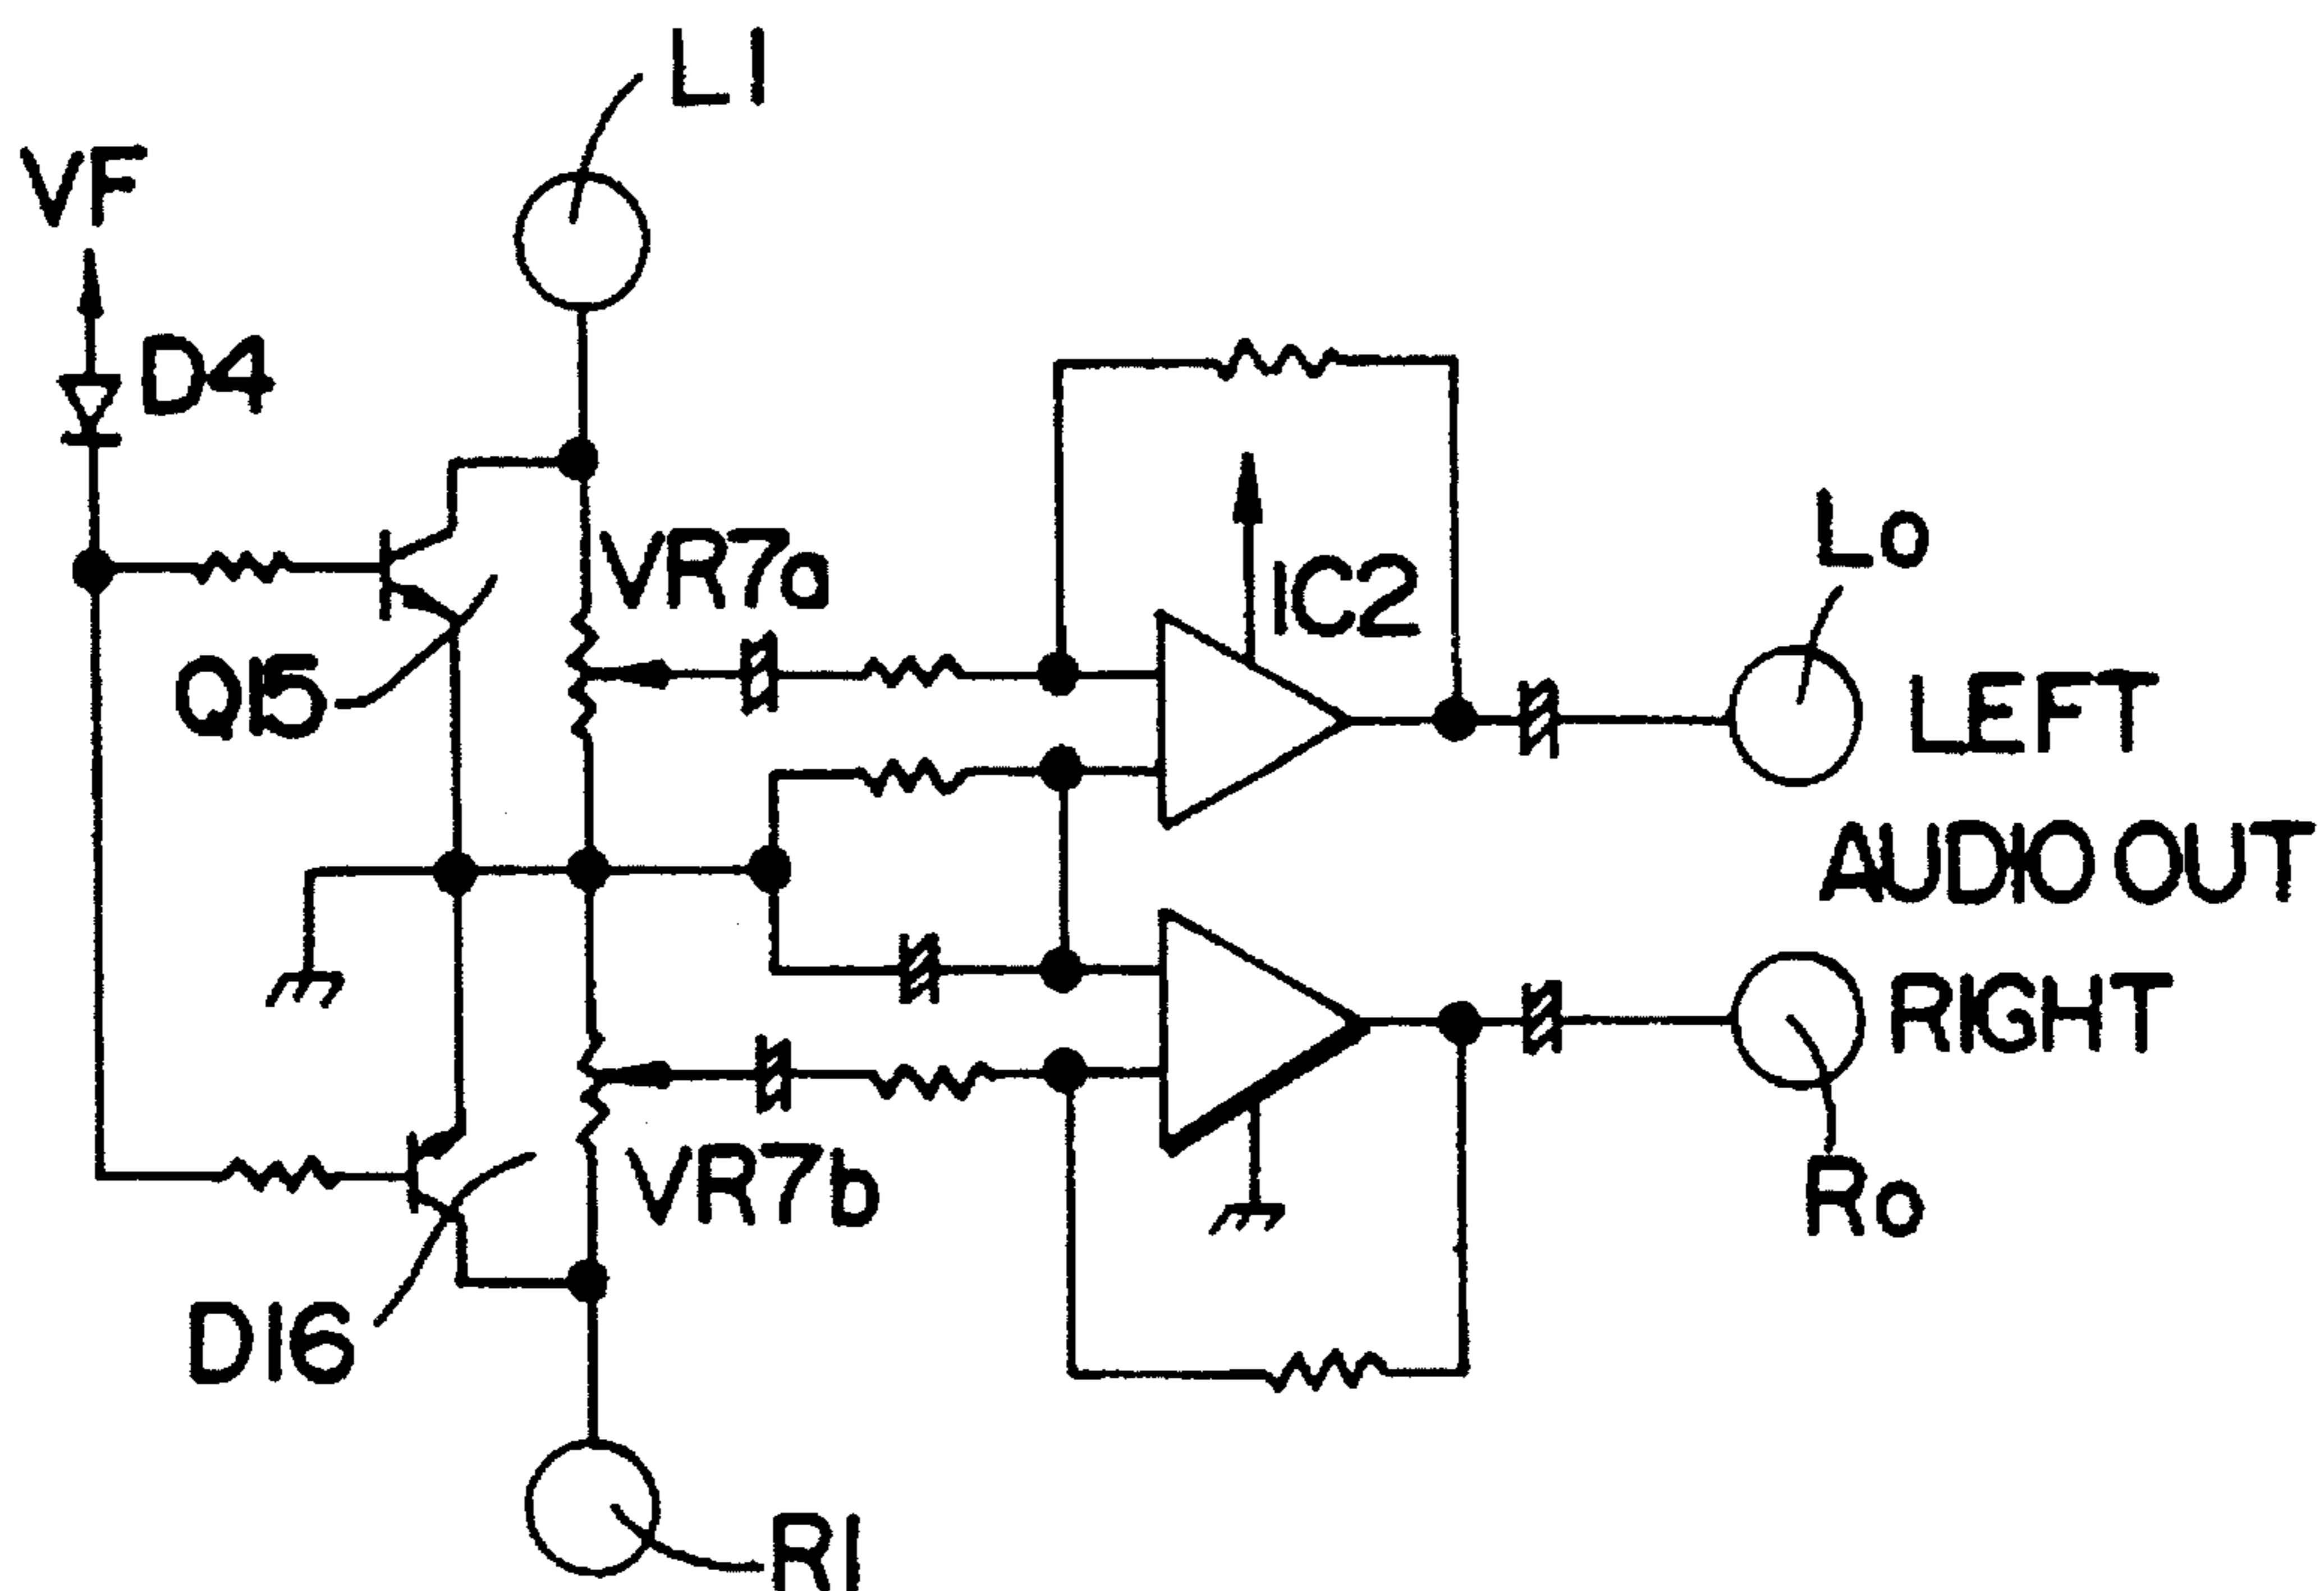 L1
VF
D4
VR7a
IC2
Lo
Q15
LEFT
AUDIO OUT
RIGHT
VR7b
Ro
D16
R1